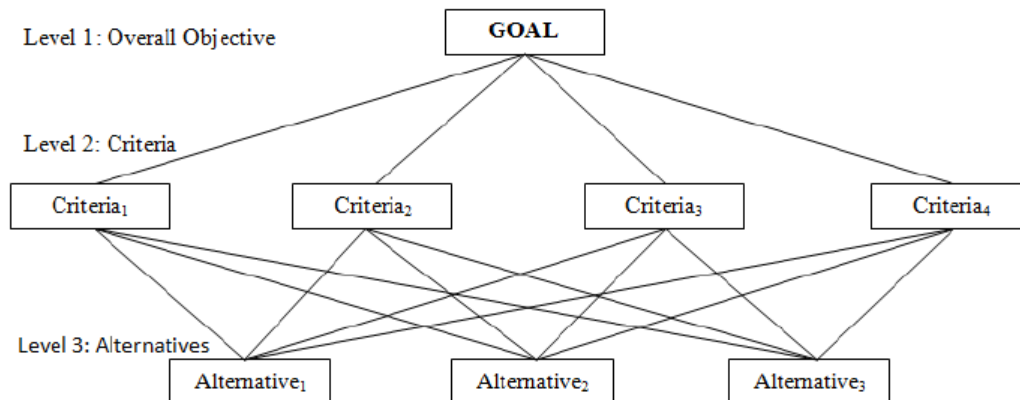 GOAL
Level 1: Overall Objective
Level 2: Criteria
Criteria₁
Criteria₂
Criteria₃
Criteria₄
Level 3: Alternatives
Alternative₁
Alternative₂
Alternative₃